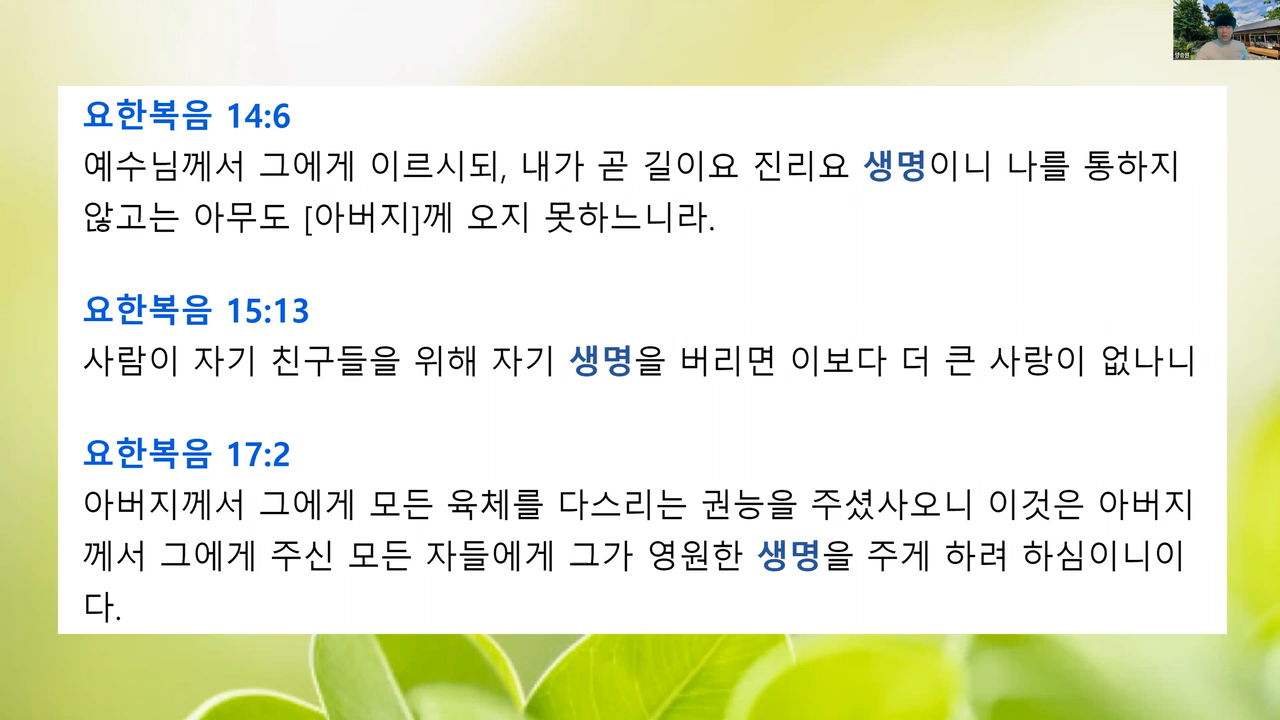 요한복음 14:6
예수님께서 그에게 이르시되, 내가 곧 길이요 진리요 생명이니 나를 통하지
않고는 아무도 [아버지]께 오지 못하느니라.
요한복음 15:13
사람이 자기 친구들을 위해 자기 생명을 버리면 이보다 더 큰 사랑이 없나니
요한복음 17:2
아버지께서 그에게 모든 육체를 다스리는 권능을 주셨사오니 이것은 아버지
께서 그에게 주신 모든 자들에게 그가 영원한 생명을 주게 하려 하심이니이
다.